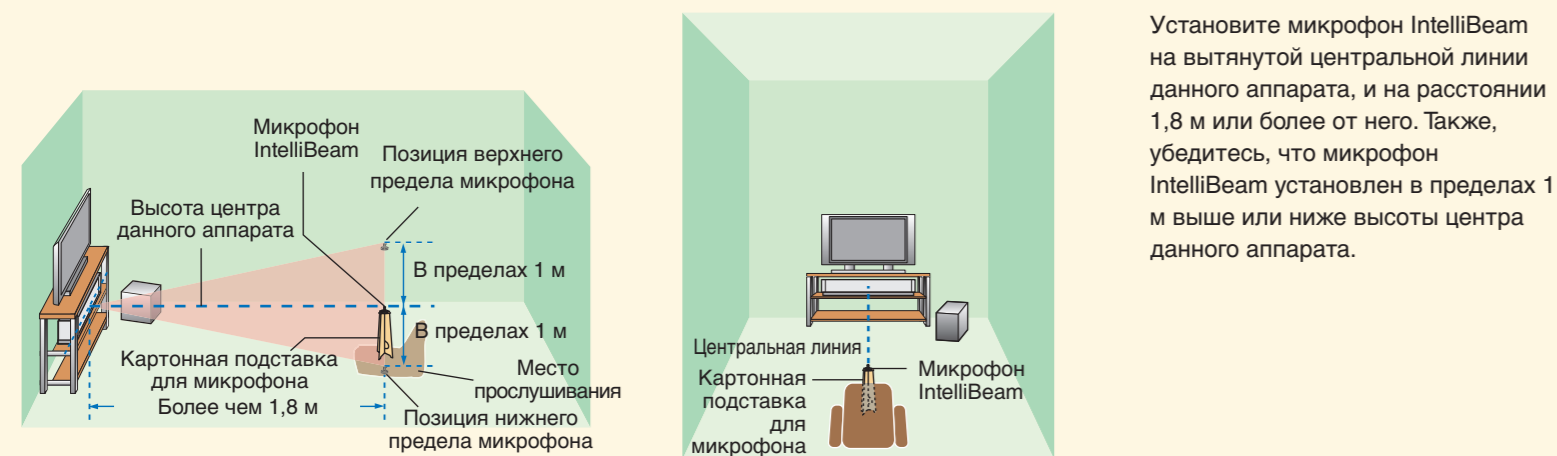 Микрофон
IntelliBeam
Позиция верхнего
предела микрофона
Высота центра
данного аппарата
В пределах 1 м
В пределах 1 м
Картонная подставка
для микрофона
Место
прослушивания
Более чем 1,8 м
Позиция нижнего
предела микрофона
Центральная линия
Картонная
подставка
для
микрофона
Микрофон
IntelliBeam
Установите микрофон IntelliBeam
на вытянутой центральной линии
данного аппарата, и на расстоянии
1,8 м или более от него. Также,
убедитесь, что микрофон
IntelliBeam установлен в пределах 1
м выше или ниже высоты центра
данного аппарата.